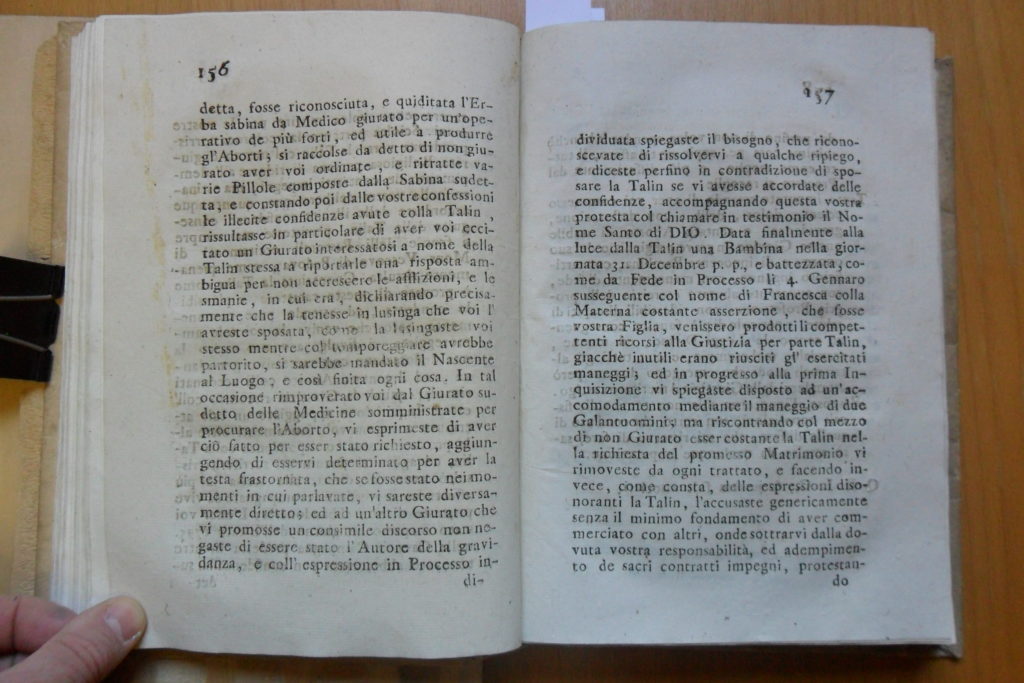 156
detta, fosse riconosciuta, e quiditata l'Er-
ba sabina da Medico giurato per un'ope-
rativo de più forti, ed utile a produrre
gl'Aborti; si raccolse da detto di non giu-
rato aver voi ordinate, e ritratte va-
rie Pillole composte dalla Sabina sudet-
ta, e constando poi dalle vostre confessioni
le illecite confidenze avute colla Talin,
rissultasse in particolare di aver voi ecci-
tato un Giurato interessatosi a nome della
Talin stessa a riportarle una risposta am-
bigua per non accrescere le afflizioni, e le
smanie, in cui era, dichiarando precisa-
mente che la tenesse in lusinga che voi l'
avreste sposata, come la lusingaste voi
stesso mentre col temporeggiare avrebbe
partorito, si sarebbe mandato il Nascente
al Luogo, e così finita ogni cosa. In tal
occasione rimproverato voi dal Giurato su-
detto delle Medicine somministrate per
procurare l'Aborto, vi esprimeste di aver
ciò fatto per esser stato richiesto, aggiun-
gendo di esservi determinato per aver la
testa frastornata, che se fosse stato nei mo-
menti in cui parlavate, vi sareste diversa-
mente diretto; ed ad un'altro Giurato che
vi promosse un consimile discorso non ne-
gaste di essere stato l'Autore della gravi-
danza, e coll'espressione in Processo in-
di-
157
dividuata spiegaste il bisogno, che ricono-
scevate di rissolvervi a qualche ripiego,
e diceste perfino in contradizione di spo-
sare la Talin se vi avesse accordate delle
confidenze, accompagnando questa vostra
protesta col chiamare in testimonio il No-
me Santo di DIO. Data finalmente alla
luce dalla Talin una Bambina nella gior-
nata 31. Decembre p. p., e battezzata, co-
me da Fede in Processo lì 4. Gennaro
susseguente col nome di Francesca colla
Materna costante asserzione, che fosse
vostra Figlia, venissero prodotti li compet-
tenti ricorsi alla Giustizia per parte Talin,
giacchè inutili erano riusciti gl' esercitati
maneggi; ed in progresso alla prima In-
quisizione vi spiegaste disposto ad un'ac-
comodamento mediante il maneggio di due
Galantuomini; ma riscontrando col mezzo
di non Giurato esser costante la Talin nel-
la richiesta del promesso Matrimonio vi
rimoveste da ogni trattato, e facendo in-
vece, come consta, delle espressioni diso-
noranti la Talin, l'accusaste genericamente
senza il minimo fondamento di aver com-
merciato con altri, onde sottrarvi dalla do-
vuta vostra responsabilità, ed adempimen-
to de sacri contratti impegni, protestan-
do